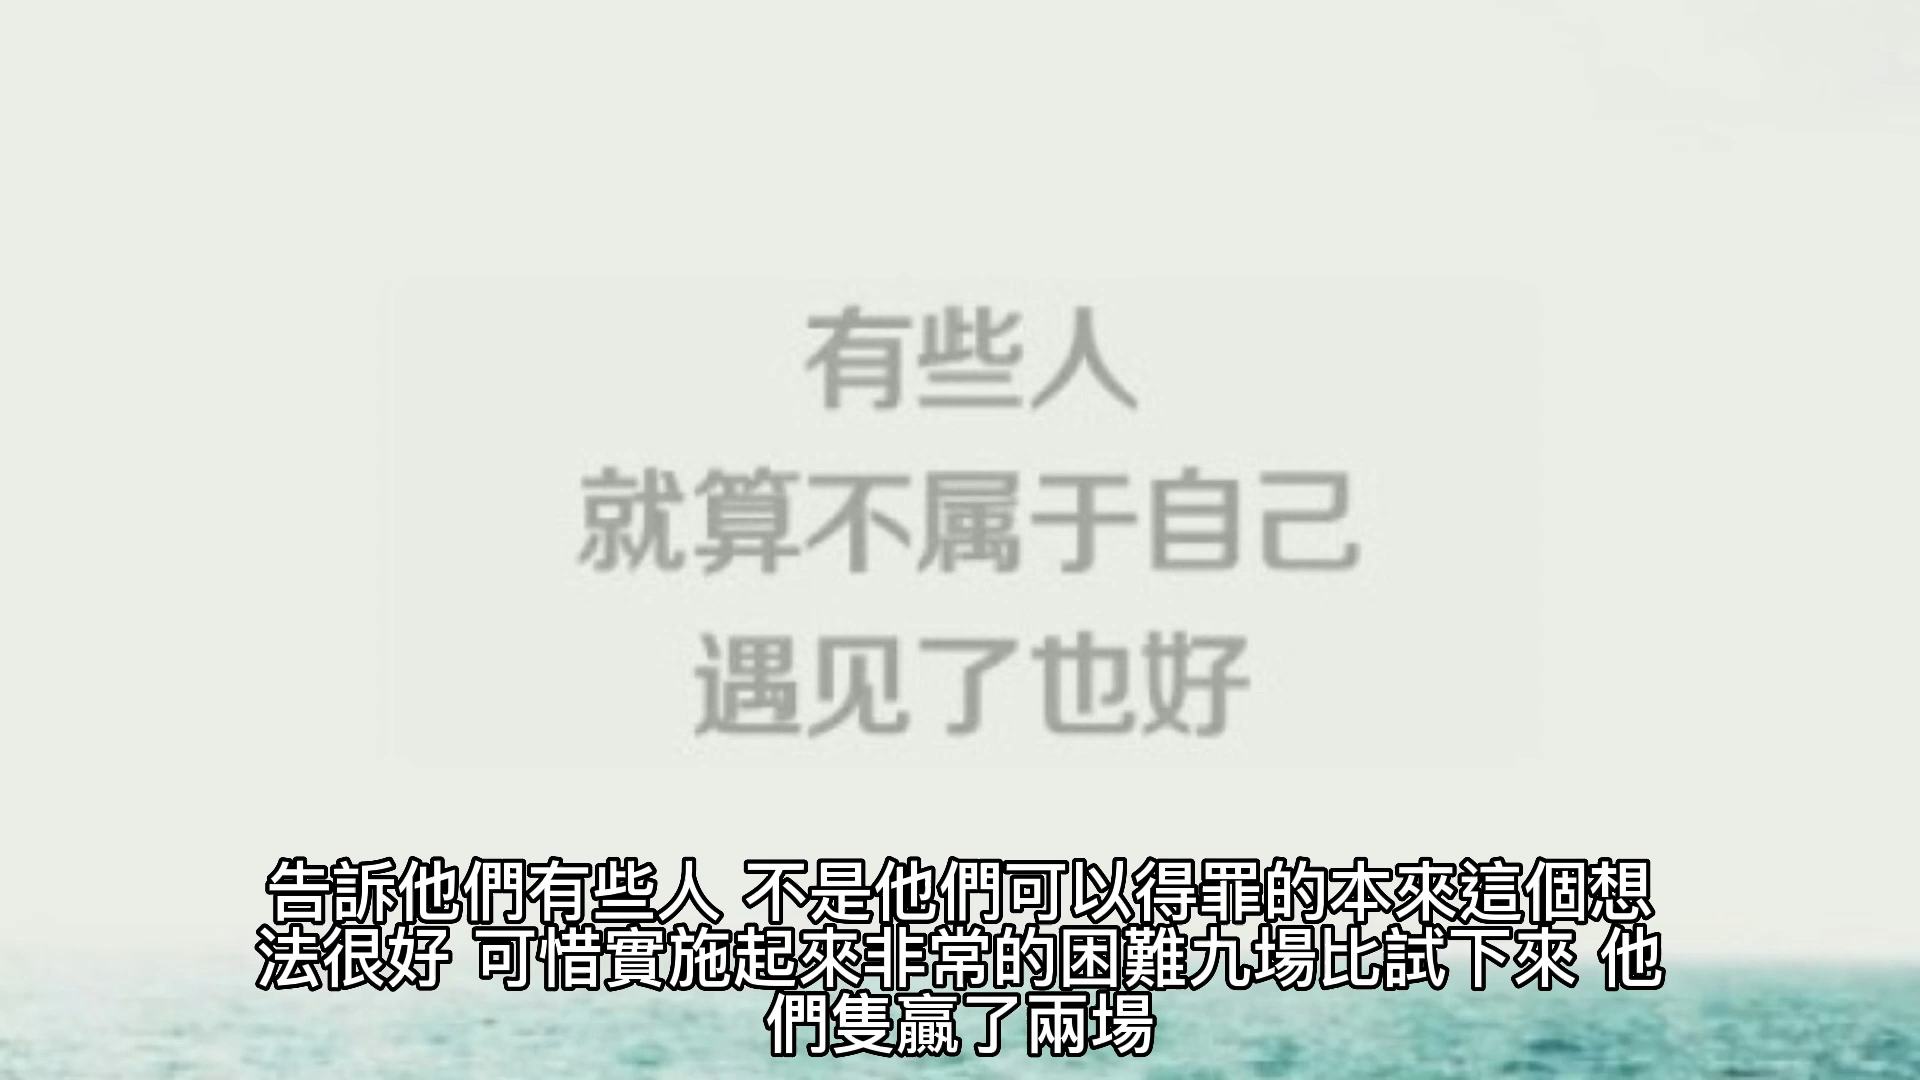 有些人
就算不属于自己
遇见了也好
告訴他們有些人 不是他們可以得罪的本來這個想
法很好 可惜實施起來非常的困難九場比試下來 他
們隻贏了兩場